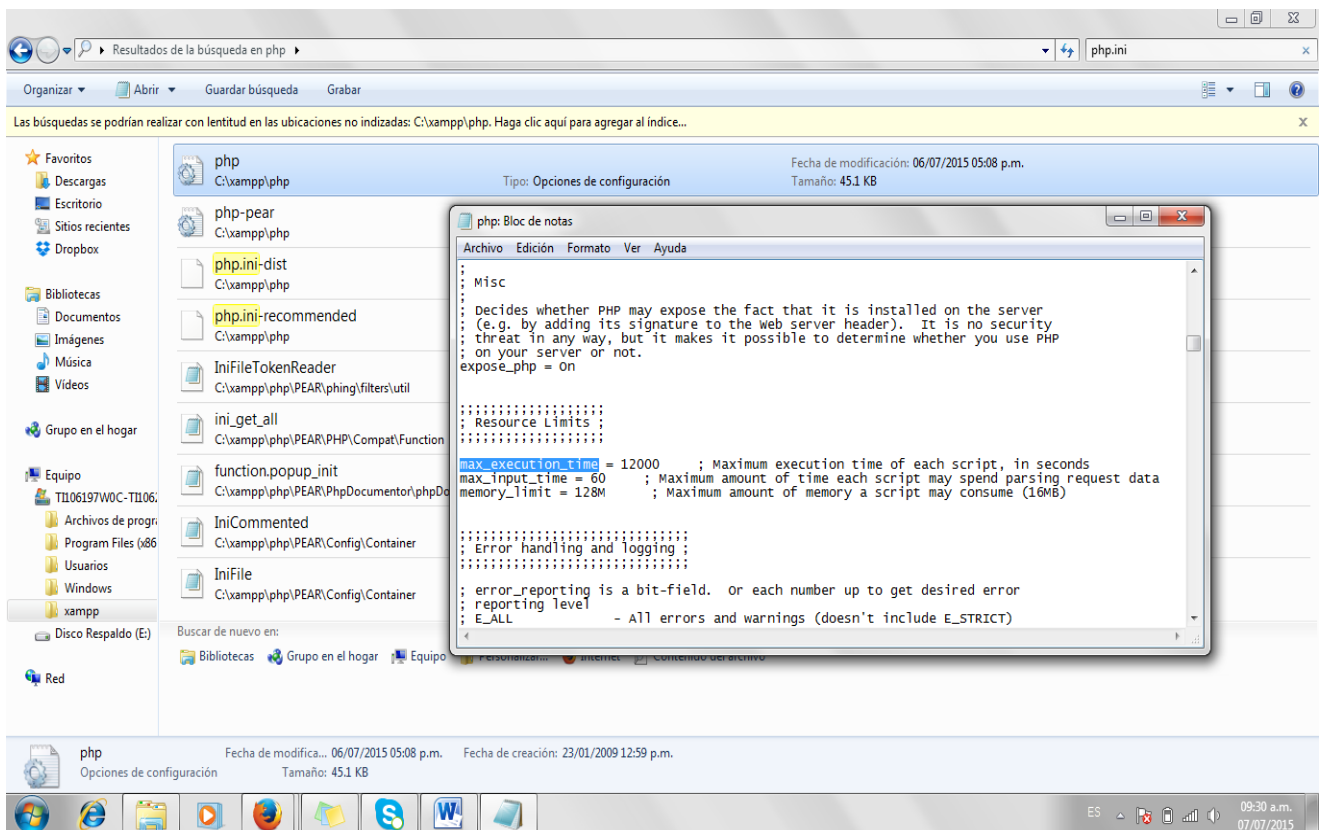 Resultados de la búsqueda en php
php.ini
Organizar
Abrir
Guardar búsqueda
Grabar
Las búsquedas se podrían realizar con lentitud en las ubicaciones no indizadas: C:\xampp\php. Haga clic aquí para agregar al índice...
Favoritos
Descargas
Escritorio
Sitios recientes
Dropbox
Bibliotecas
Documentos
Imágenes
Música
Vídeos
Grupo en el hogar
Equipo
TI106197W0C-TI106
Archivos de progra
Program Files (x86
Usuarios
Windows
xampp
Disco Respaldo (E:)
Red
php
C:\xampp\php
Tipo: Opciones de configuración
Fecha de modificación: 06/07/2015 05:08 p.m.
Tamaño: 45.1 KB
php-pear
C:\xampp\php
php.ini-dist
C:\xampp\php
php.ini-recommended
C:\xampp\php
IniFileTokenReader
C:\xampp\php\PEAR\phing\filters\util
ini_get_all
C:\xampp\php\PEAR\PHP\Compat\Function
function.popup_init
C:\xampp\php\PEAR\PhpDocumentor\phpDo
IniCommented
C:\xampp\php\PEAR\Config\Container
IniFile
C:\xampp\php\PEAR\Config\Container
Buscar de nuevo en:
Bibliotecas
Grupo en el hogar
Equipo
Personalizar...
Internet
Contenido del archivo
php: Bloc de notas
Archivo Edición Formato Ver Ayuda
;
; Misc
;
; Decides whether PHP may expose the fact that it is installed on the server
; (e.g. by adding its signature to the Web server header).  It is no security
; threat in any way, but it makes it possible to determine whether you use PHP
; on your server or not.
expose_php = On
;;;;;;;;;;;;;;;;;;;
; Resource Limits ;
;;;;;;;;;;;;;;;;;;;
max_execution_time = 12000     ; Maximum execution time of each script, in seconds
max_input_time = 60     ; Maximum amount of time each script may spend parsing request data
memory_limit = 128M      ; Maximum amount of memory a script may consume (16MB)
;;;;;;;;;;;;;;;;;;;;;;;;;;;;;;
; Error handling and logging ;
;;;;;;;;;;;;;;;;;;;;;;;;;;;;;;
; error_reporting is a bit-field.  Or each number up to get desired error
; reporting level
; E_ALL             - All errors and warnings (doesn't include E_STRICT)
php
Fecha de modifica... 06/07/2015 05:08 p.m.
Fecha de creación: 23/01/2009 12:59 p.m.
Opciones de configuración
Tamaño: 45.1 KB
ES
09:30 a.m.
07/07/2015